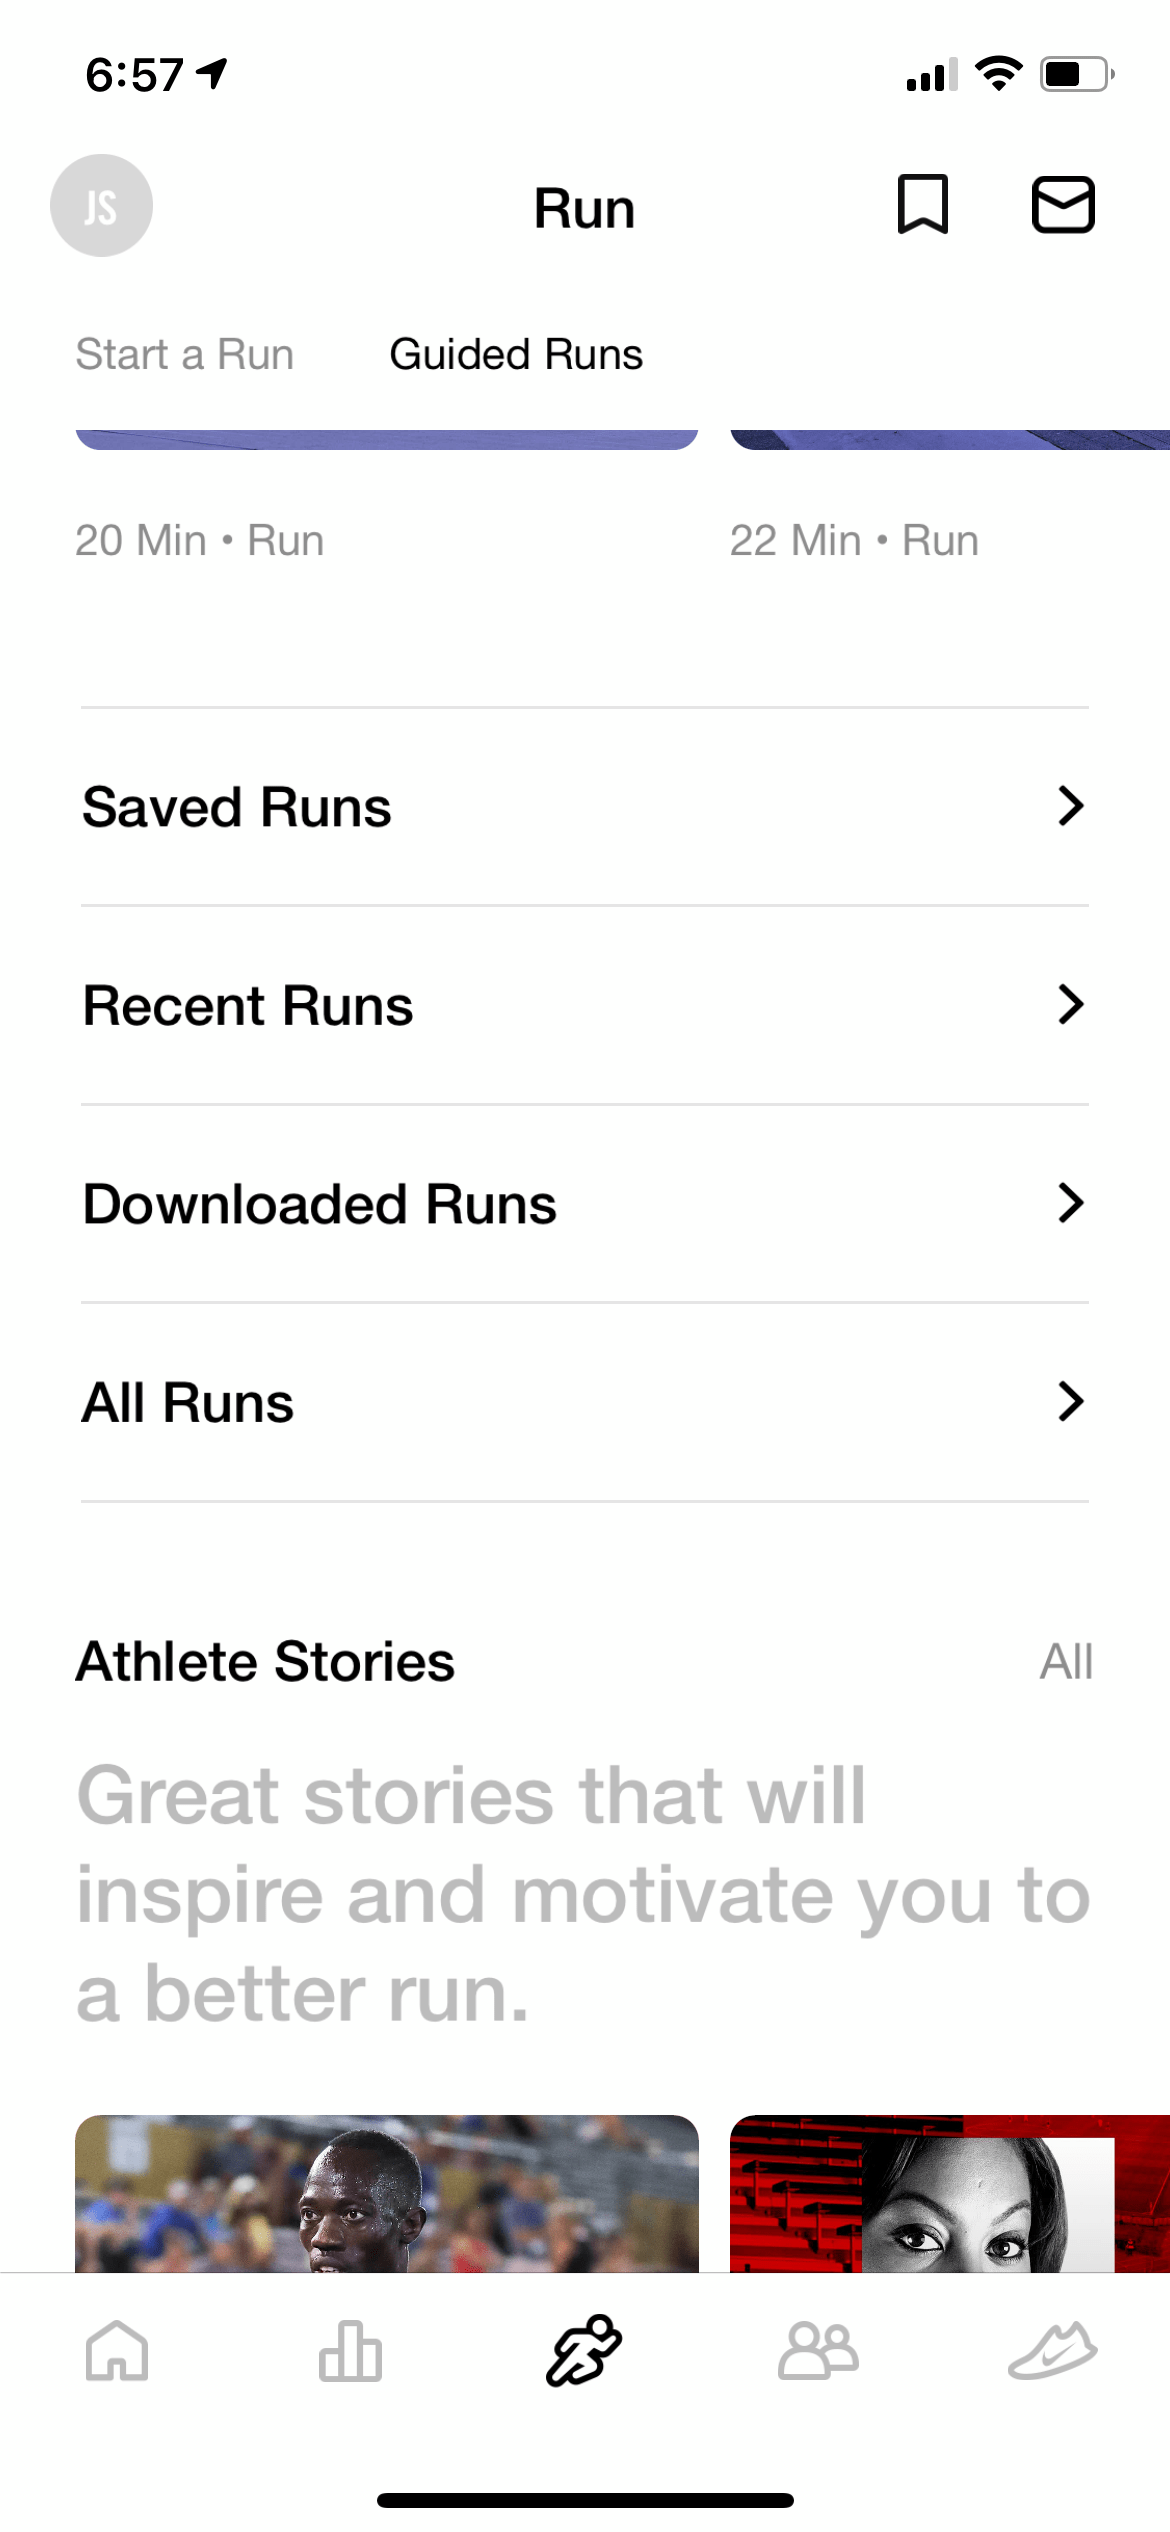 6:57
JS
Run
Start a Run
Guided Runs
20 Min • Run
22 Min • Run
Saved Runs
Recent Runs
Downloaded Runs
All Runs
Athlete Stories
All
Great stories that will
inspire and motivate you to
a better run.